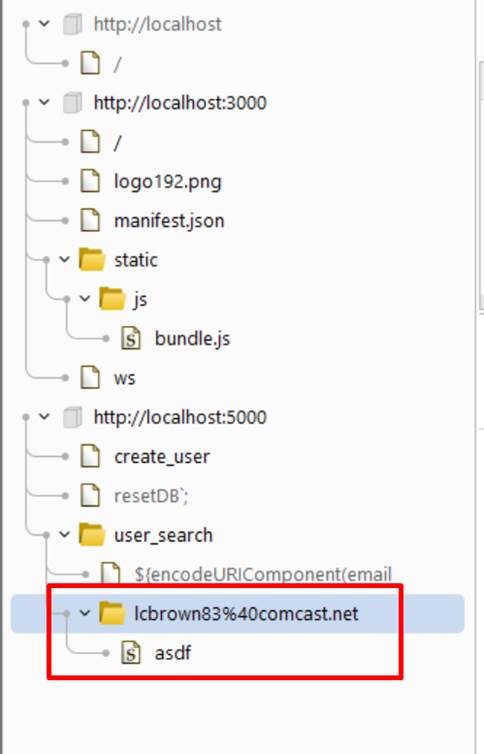 http://localhost
/
http://localhost:3000
/
logo192.png
manifest.json
static
js
bundle.js
ws
http://localhost:5000
create_user
resetDB`;
user_search
${encodeURIComponent(email
lcbrown83%40comcast.net
asdf